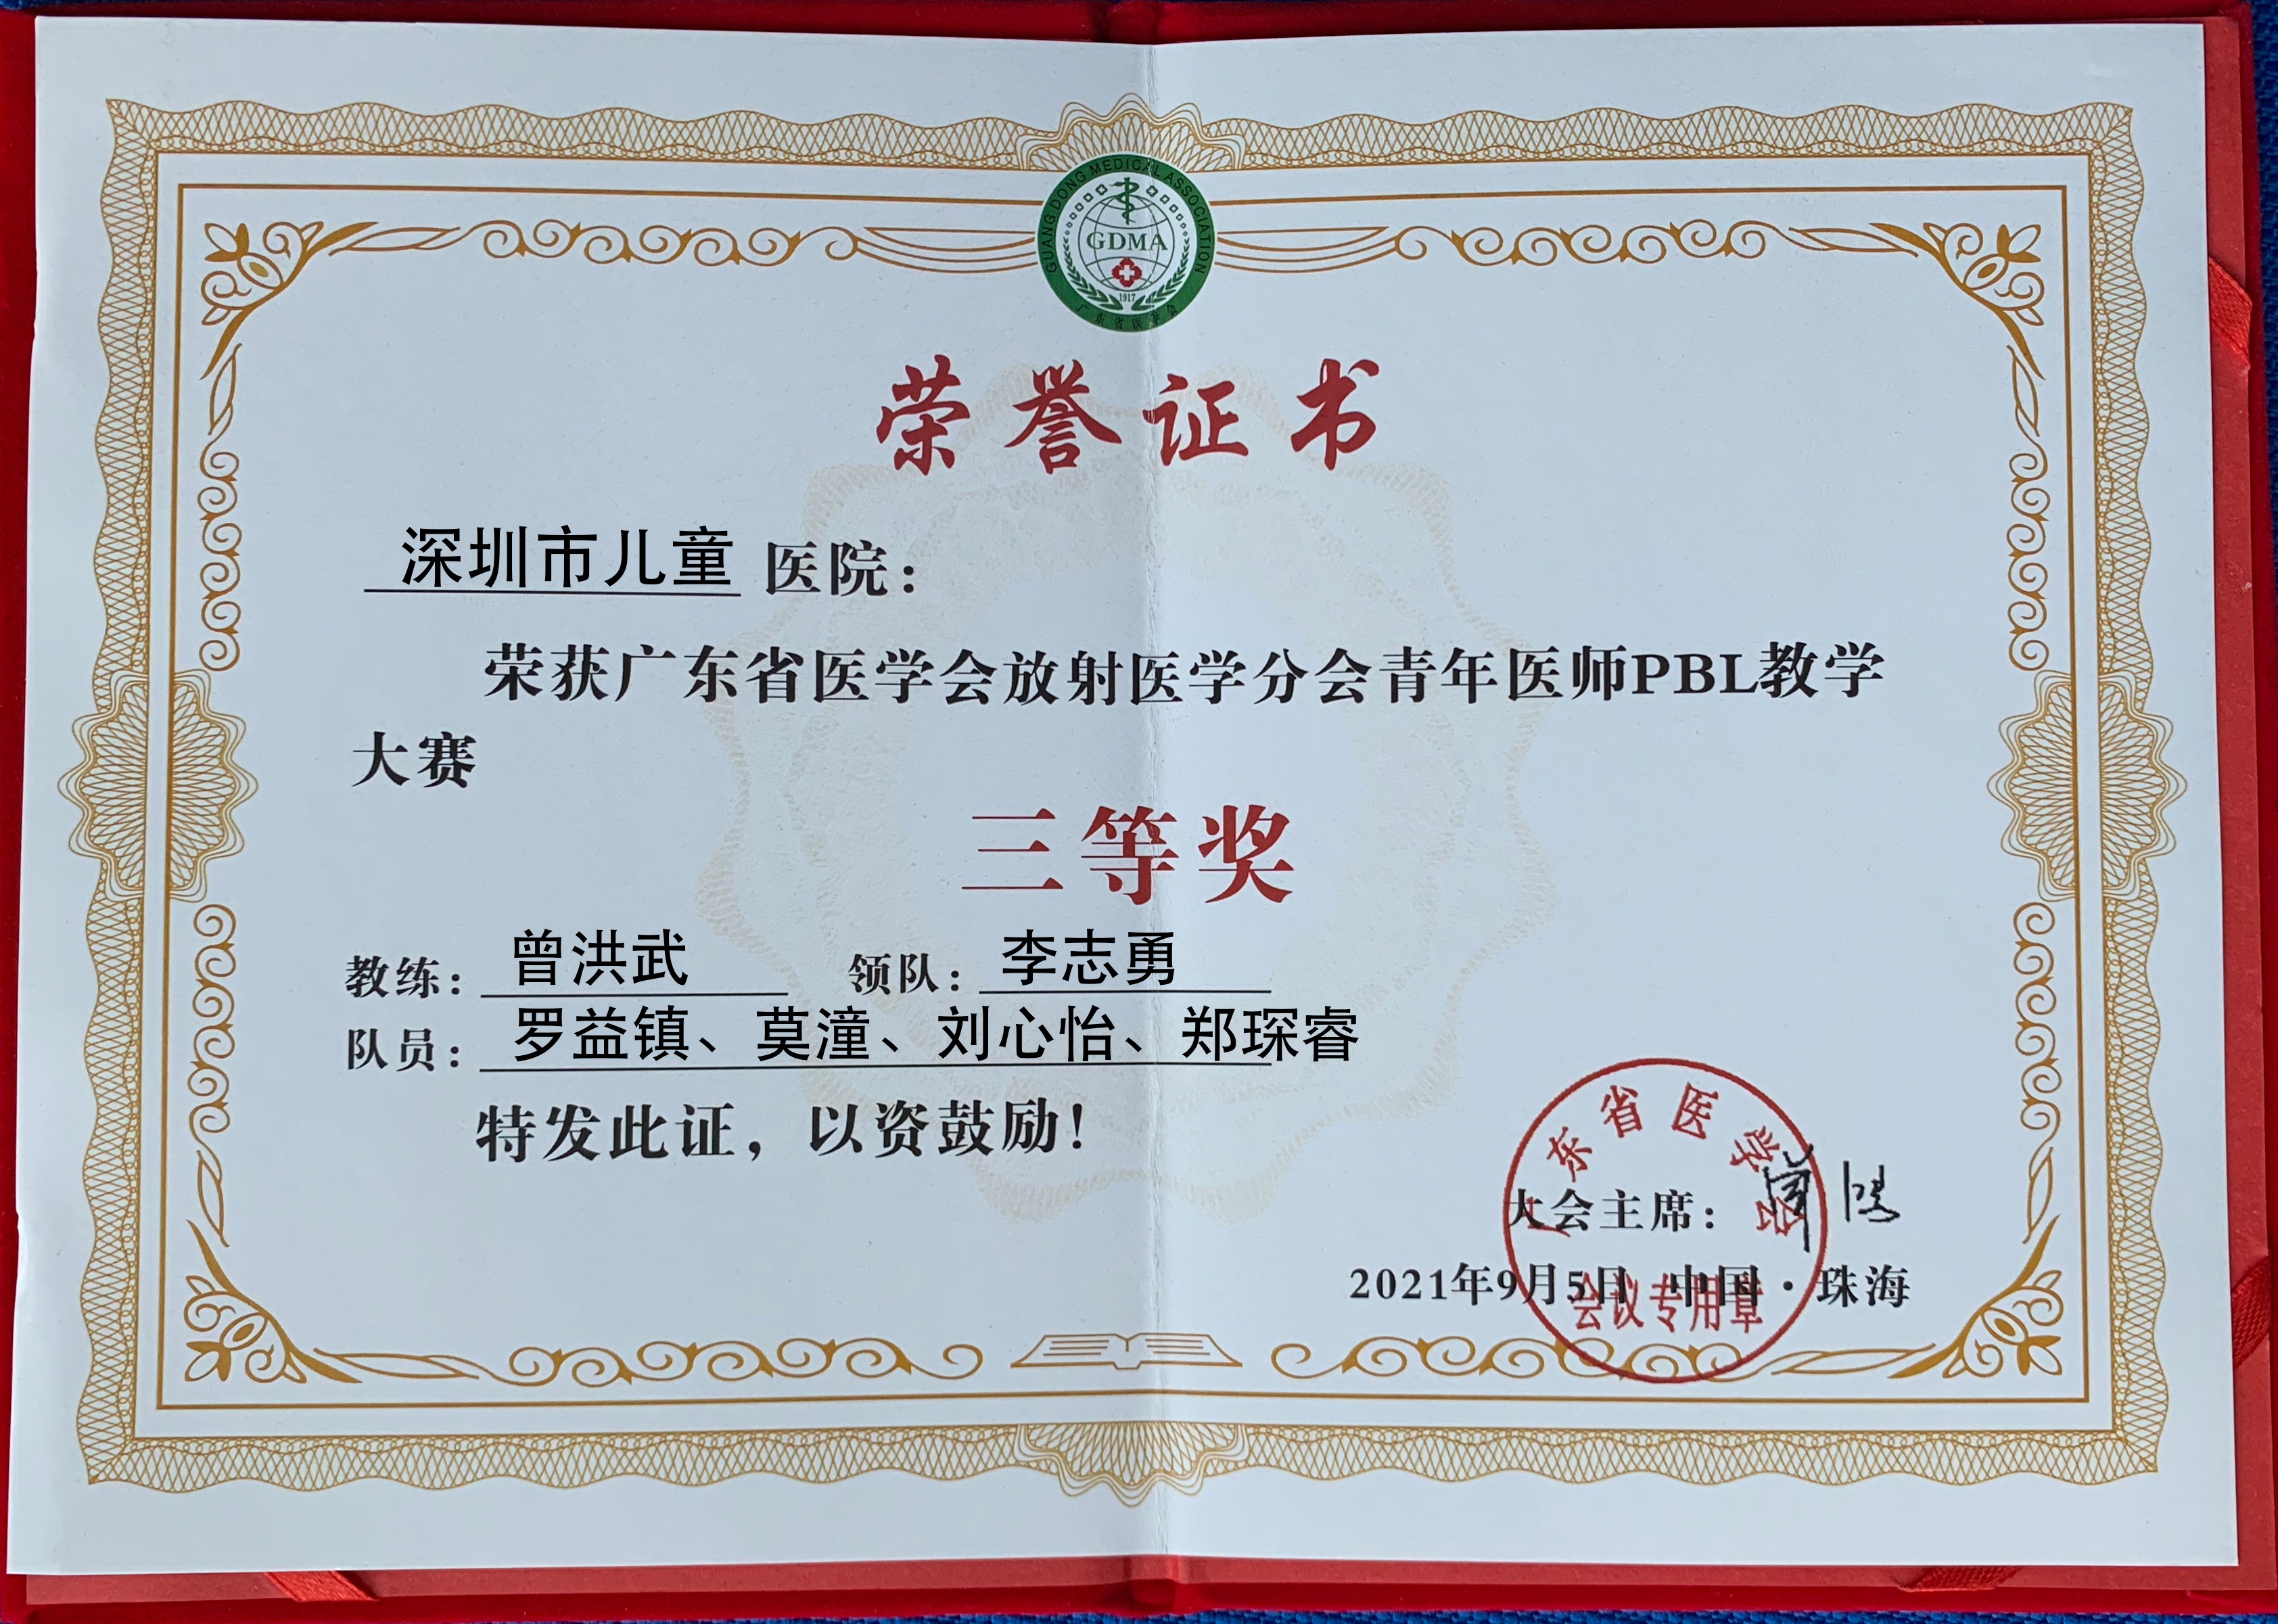 GUANGDONG MEDICAL ASSOCIATION
GDMA
1917
广东省医学会
荣誉证书
深圳市儿童 医院：
荣获广东省医学会放射医学分会青年医师PBL教学
大赛
三等奖
教练：曾洪武 领队：李志勇
队员：罗益镇、莫潼、刘心怡、郑琛睿
特发此证，以资鼓励！
广东省医学会
大会主席：
2021年9月5日 中国·珠海
会议专用章